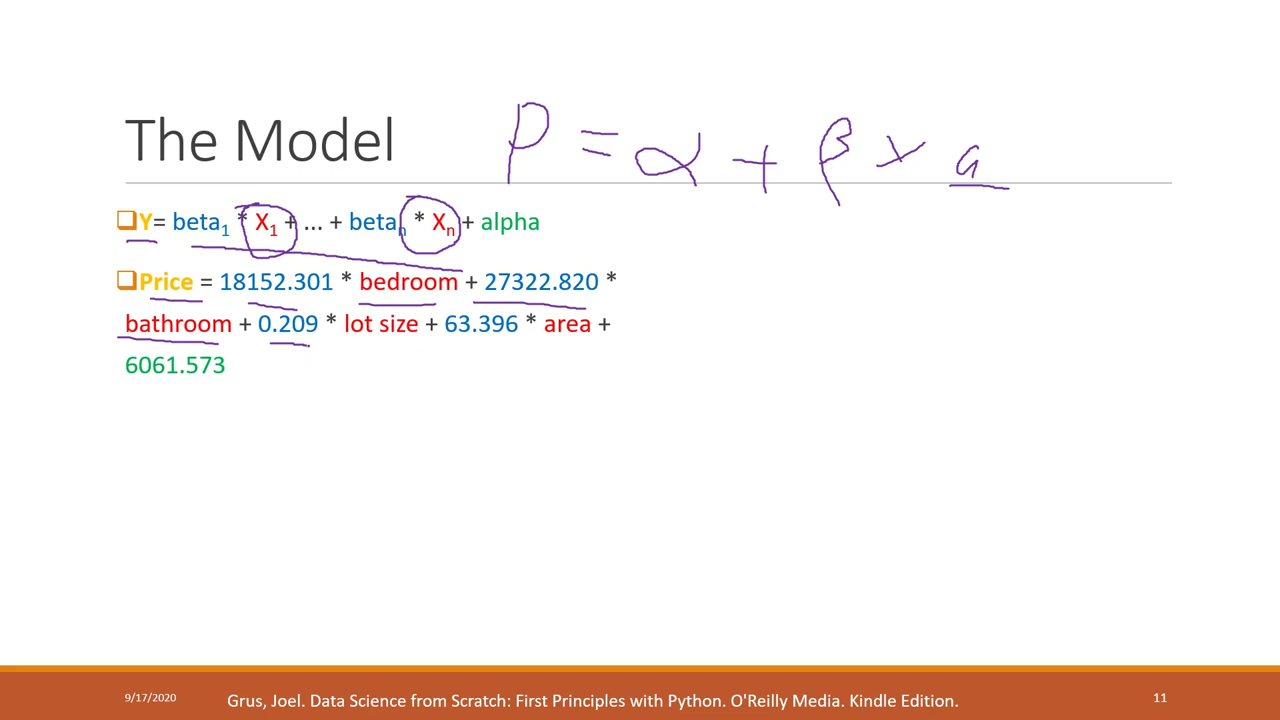 The Model
P = α + β × a
Y= beta1 * X1 + ... + betan * Xn + alpha
Price = 18152.301 * bedroom + 27322.820 *
bathroom + 0.209 * lot size + 63.396 * area +
6061.573
9/17/2020
Grus, Joel. Data Science from Scratch: First Principles with Python. O'Reilly Media. Kindle Edition.
11